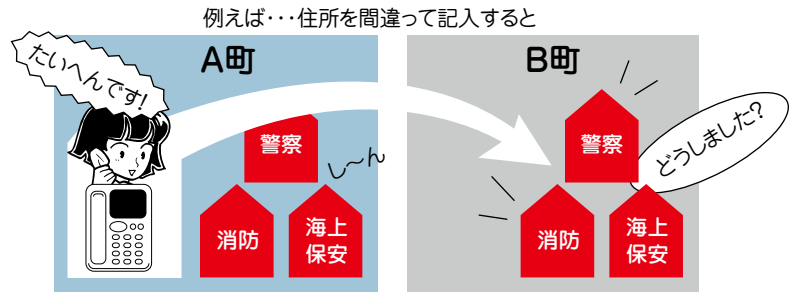 例えば･･･住所を間違って記入すると
A町
たいへんです!
警察
し〜ん
消防
海上
保安
B町
警察
どうしました?
消防
海上
保安